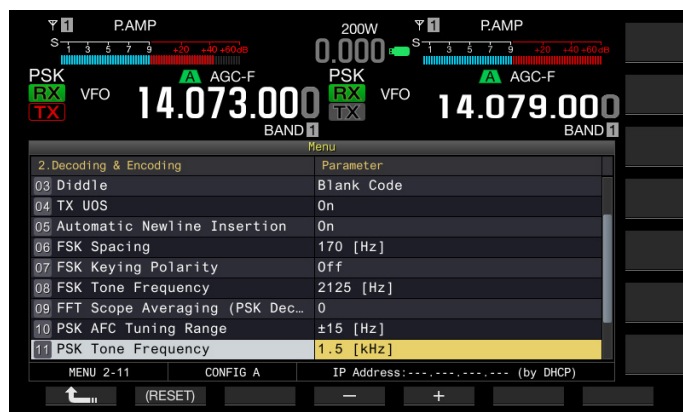 1 P.AMP 200W 1 P.AMP
S 1 3 5 7 9 +20 +40 +60dB 0.000 S 1 3 5 7 9 +20 +40 +60dB
PSK A AGC-F PSK A AGC-F
RX VFO 14.073.000 RX VFO 14.079.000
TX TX
BAND 1 BAND 1
Menu
2.Decoding & Encoding Parameter
03 Diddle Blank Code
04 TX UOS On
05 Automatic Newline Insertion On
06 FSK Spacing 170 [Hz]
07 FSK Keying Polarity Off
08 FSK Tone Frequency 2125 [Hz]
09 FFT Scope Averaging (PSK Dec… 0
10 PSK AFC Tuning Range ±15 [Hz]
11 PSK Tone Frequency 1.5 [kHz]
MENU 2-11 CONFIG A IP Address:---.---.---.--- (by DHCP)
(RESET) − +